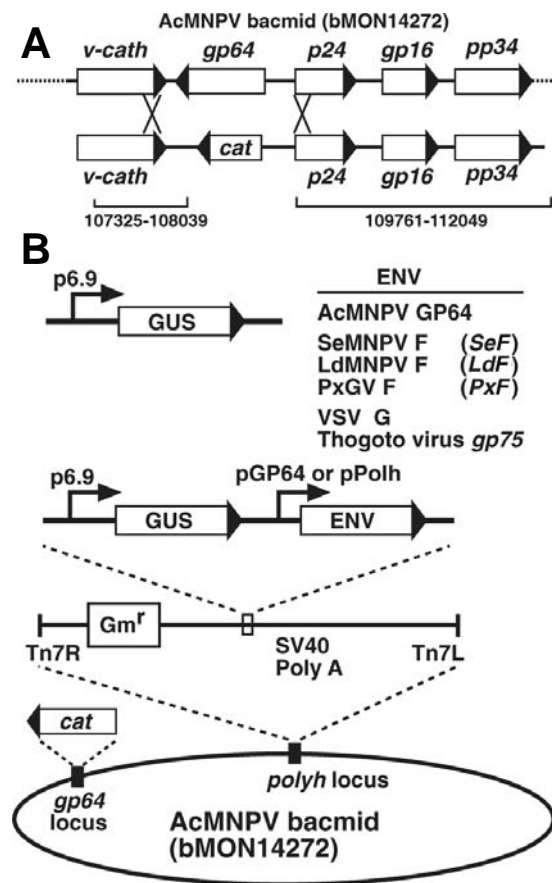 A
AcMNPV bacmid (bMON14272)
v-cath gp64 p24 gp16 pp34
cat
v-cath p24 gp16 pp34
107325-108039 109761-112049
B
p6.9
GUS
ENV
AcMNPV GP64
SeMNPV F (SeF)
LdMNPV F (LdF)
PxGV F (PxF)
VSV G
Thogoto virus gp75
p6.9 pGP64 or pPolh
GUS ENV
Gmr
Tn7R SV40 Poly A Tn7L
cat
gp64 locus
polyh locus
AcMNPV bacmid
(bMON14272)